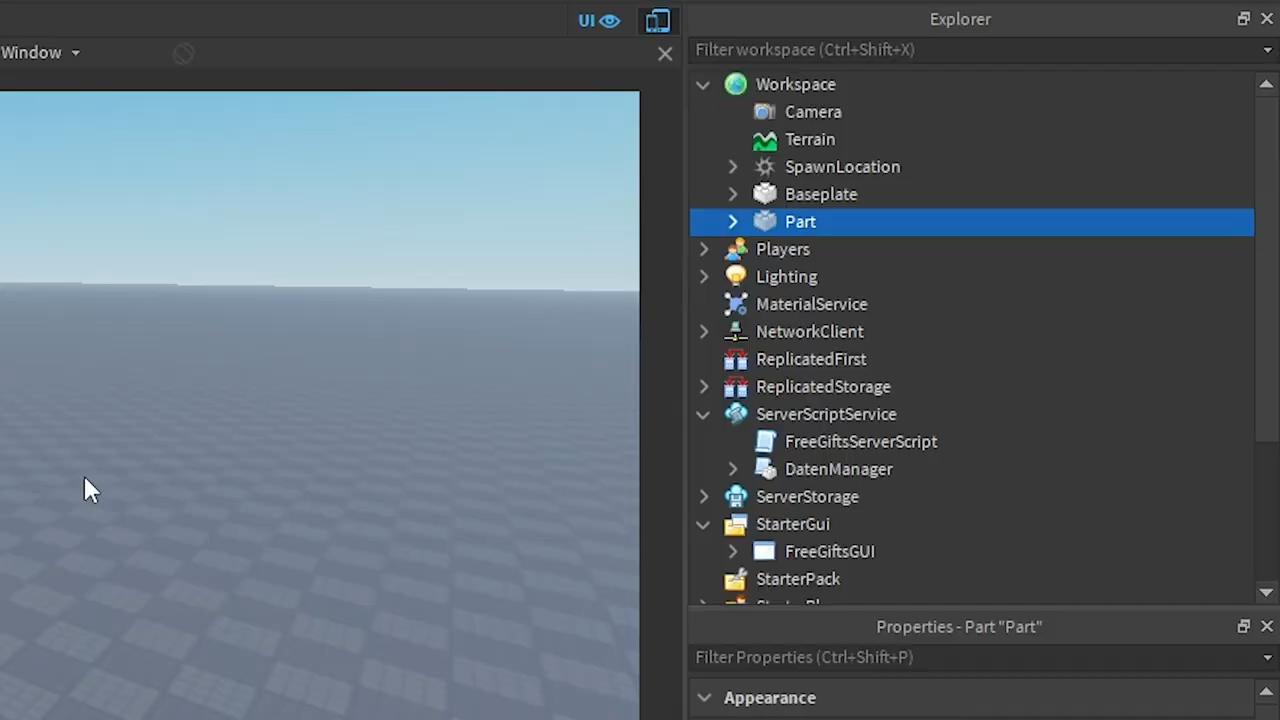 UI
Explorer
Window
Filter workspace (Ctrl+Shift+X)
Workspace
Camera
Terrain
SpawnLocation
Baseplate
Part
Players
Lighting
MaterialService
NetworkClient
ReplicatedFirst
ReplicatedStorage
ServerScriptService
FreeGiftsServerScript
DatenManager
ServerStorage
StarterGui
FreeGiftsGUI
StarterPack
Properties - Part "Part"
Filter Properties (Ctrl+Shift+P)
Appearance